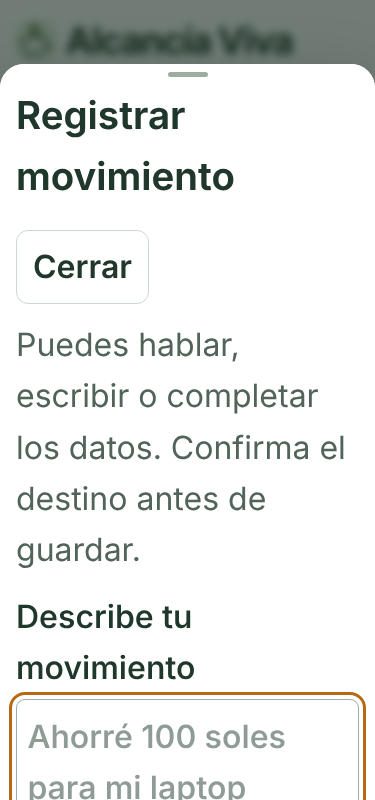 Alcancía Viva
Registrar
movimiento
Cerrar
Puedes hablar,
escribir o completar
los datos. Confirma el
destino antes de
guardar.
Describe tu
movimiento
Ahorré 100 soles
para mi laptop